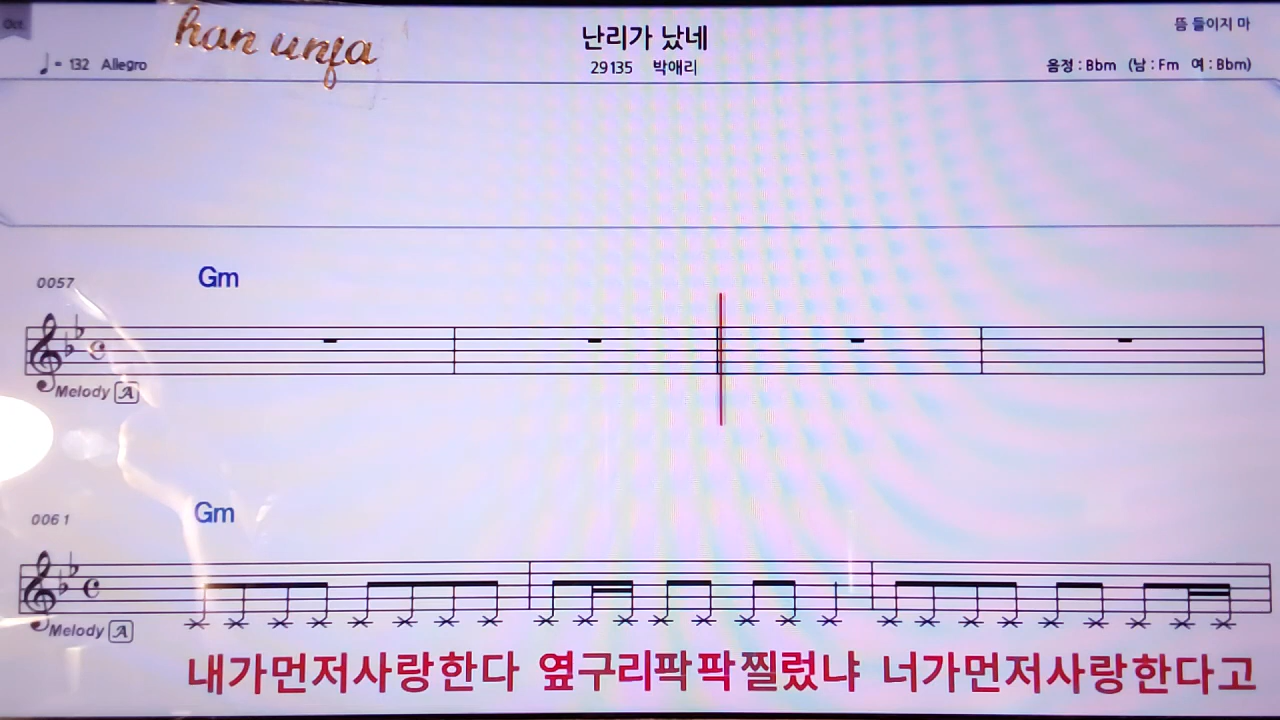 Oct.
han unfa
난리가 났네
뜸 들이지 마
♩= 132 Allegro
29135 박애리
음정 : Bbm (남 : Fm 여 : Bbm)
0057
Gm
Melody A
0061
Gm
Melody A
내가먼저사랑한다 옆구리팍팍찔렀냐 너가먼저사랑한다고